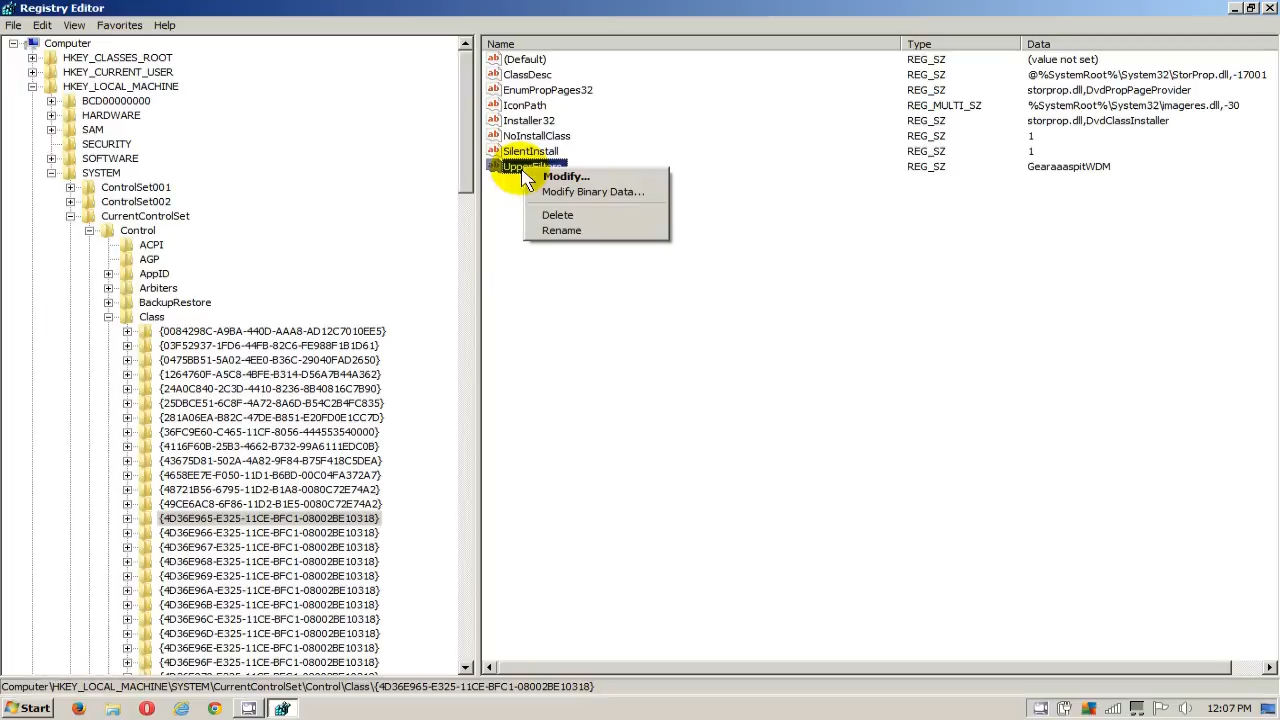 Registry Editor
File Edit View Favorites Help
Computer
HKEY_CLASSES_ROOT
HKEY_CURRENT_USER
HKEY_LOCAL_MACHINE
BCD00000000
HARDWARE
SAM
SECURITY
SOFTWARE
SYSTEM
ControlSet001
ControlSet002
CurrentControlSet
Control
ACPI
AGP
AppID
Arbiters
BackupRestore
Class
{0084298C-A9BA-440D-AAA8-AD12C7010EE5}
{03F52937-1FD6-44FB-82C6-FE988F1B1D61}
{0475BB51-5A02-4EE0-B36C-29040FAD2650}
{1264760F-A5C8-4BFE-B314-D56A7B44A362}
{24A0C840-2C3D-4410-8236-8B40816C7B90}
{25DBCE51-6C8F-4A72-8A6D-B54C2B4FC835}
{281A06EA-B82C-47DE-B851-E20FD0E1CC7D}
{36FC9E60-C465-11CF-8056-444553540000}
{4116F60B-25B3-4662-B732-99A6111EDC0B}
{43675D81-502A-4A82-9F84-B75F418C5DEA}
{4658EE7E-F050-11D1-B6BD-00C04FA372A7}
{48721B56-6795-11D2-B1A8-0080C72E74A2}
{49CE6AC8-6F86-11D2-B1E5-0080C72E74A2}
{4D36E965-E325-11CE-BFC1-08002BE10318}
{4D36E966-E325-11CE-BFC1-08002BE10318}
{4D36E967-E325-11CE-BFC1-08002BE10318}
{4D36E968-E325-11CE-BFC1-08002BE10318}
{4D36E969-E325-11CE-BFC1-08002BE10318}
{4D36E96A-E325-11CE-BFC1-08002BE10318}
{4D36E96B-E325-11CE-BFC1-08002BE10318}
{4D36E96C-E325-11CE-BFC1-08002BE10318}
{4D36E96D-E325-11CE-BFC1-08002BE10318}
{4D36E96E-E325-11CE-BFC1-08002BE10318}
{4D36E96F-E325-11CE-BFC1-08002BE10318}
Name Type Data
(Default) REG_SZ (value not set)
ClassDesc REG_SZ @%SystemRoot%\System32\StorProp.dll,-17001
EnumPropPages32 REG_SZ storprop.dll,DvdPropPageProvider
IconPath REG_MULTI_SZ %SystemRoot%\System32\imageres.dll,-30
Installer32 REG_SZ storprop.dll,DvdClassInstaller
NoInstallClass REG_SZ 1
SilentInstall REG_SZ 1
UpperFilters REG_SZ GearaaaspitWDM
Modify...
Modify Binary Data...
Delete
Rename
Computer\HKEY_LOCAL_MACHINE\SYSTEM\CurrentControlSet\Control\Class\{4D36E965-E325-11CE-BFC1-08002BE10318}
Start 12:07 PM